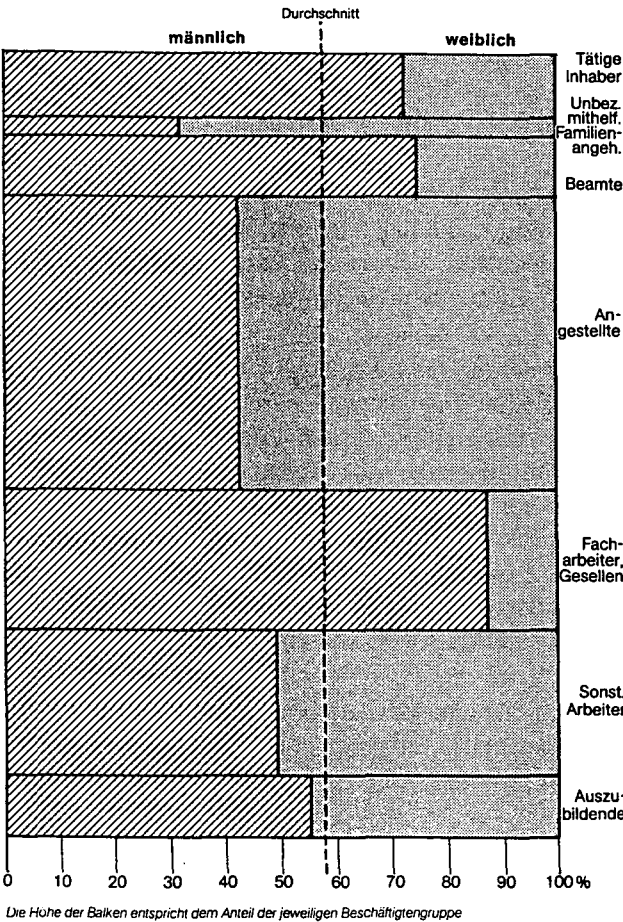 Durchschnitt
männlich
weiblich
Tätige
Inhaber
Unbez.
mithelf.
Familien-
angeh.
Beamte
An-
gestellte
Fach-
arbeiter,
Gesellen
Sonst.
Arbeiter
Auszu-
bildende
0 10 20 30 40 50 60 70 80 90 100%
Die Höhe der Balken entspricht dem Anteil der jeweiligen Beschäftigtengruppe